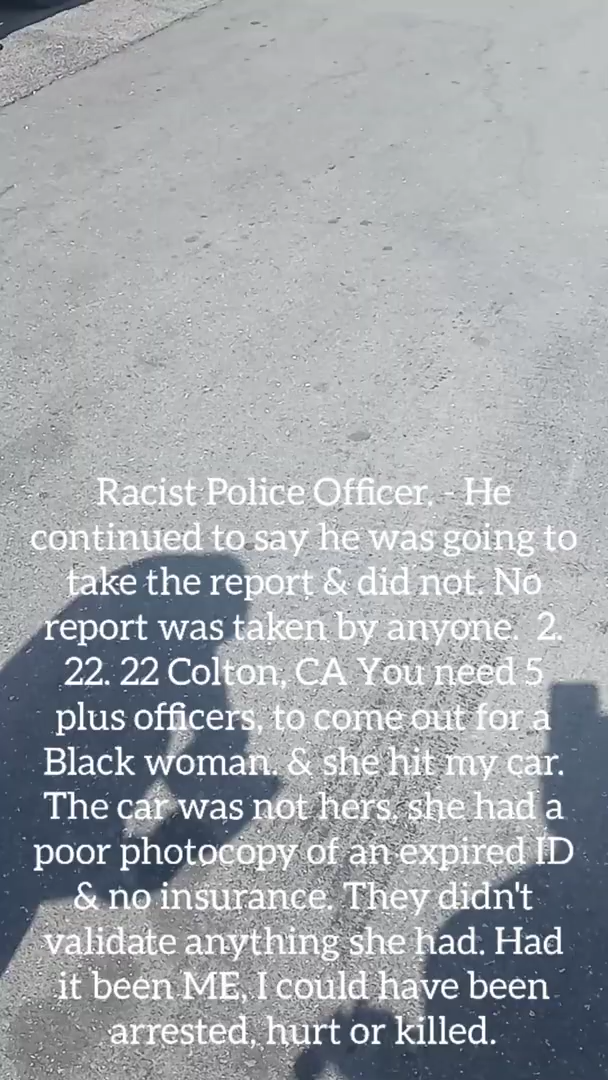 Racist Police Officer. - He
continued to say he was going to
take the report & did not. No
report was taken by anyone. 2.
22. 22 Colton, CA You need 5
plus officers, to come out for a
Black woman. & she hit my car.
The car was not hers, she had a
poor photocopy of an expired ID
& no insurance. They didn't
validate anything she had. Had
it been ME, I could have been
arrested, hurt or killed.